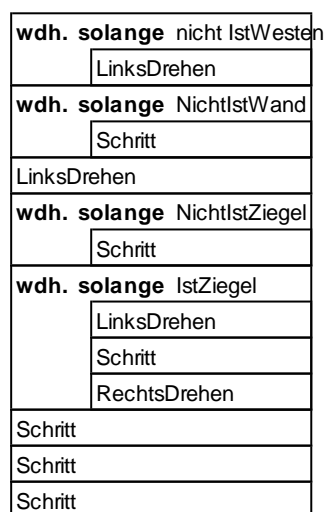 wdh. solange nicht IstWesten
LinksDrehen
wdh. solange NichtIstWand
Schritt
LinksDrehen
wdh. solange NichtIstZiegel
Schritt
wdh. solange IstZiegel
LinksDrehen
Schritt
RechtsDrehen
Schritt
Schritt
Schritt